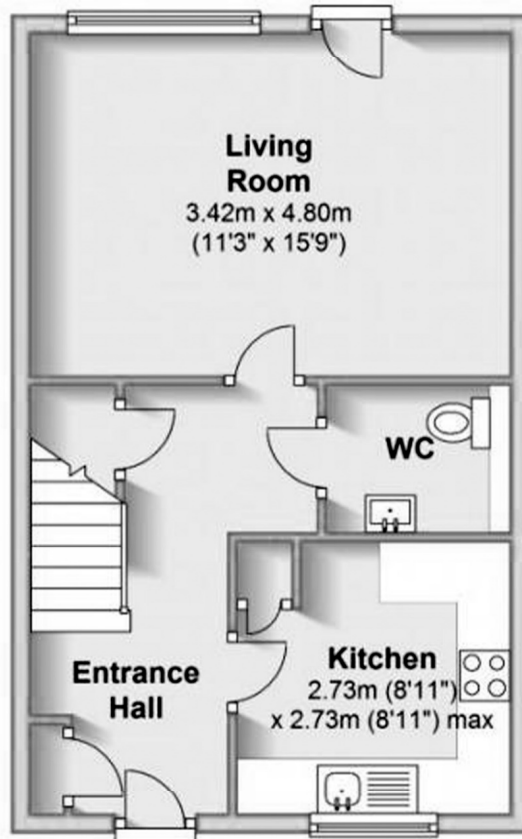 Living
Room
3.42m x 4.80m
(11'3" x 15'9")
WC
Entrance
Hall
Kitchen
2.73m (8'11")
x 2.73m (8'11") max